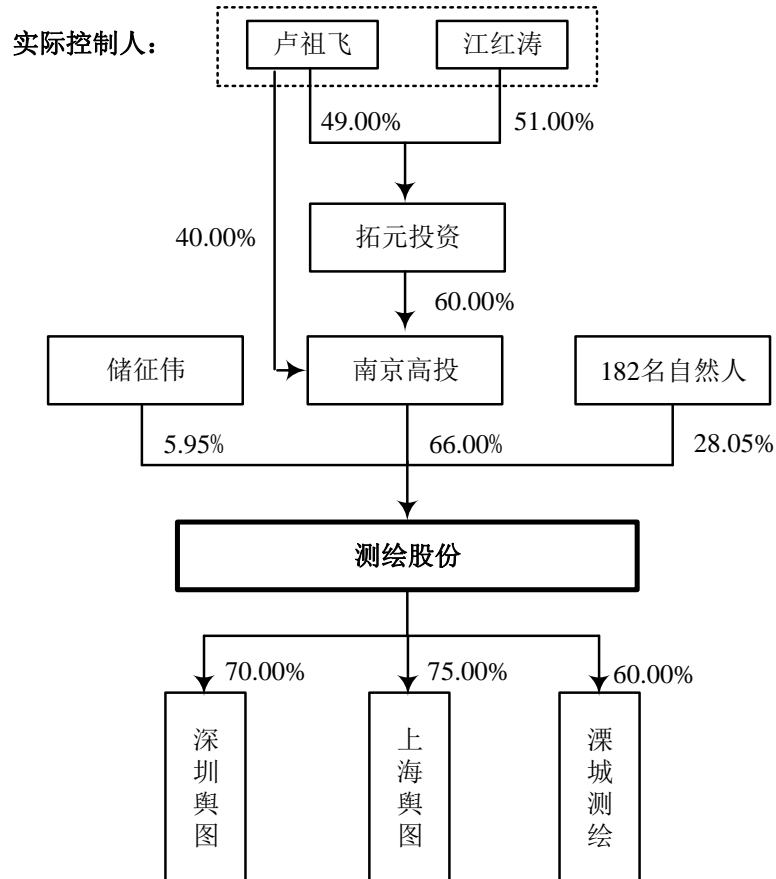 实际控制人：
卢祖飞
江红涛
49.00%
51.00%
40.00%
拓元投资
60.00%
储征伟
南京高投
182名自然人
5.95%
66.00%
28.05%
测绘股份
70.00%
75.00%
60.00%
深圳舆图
上海舆图
溧城测绘